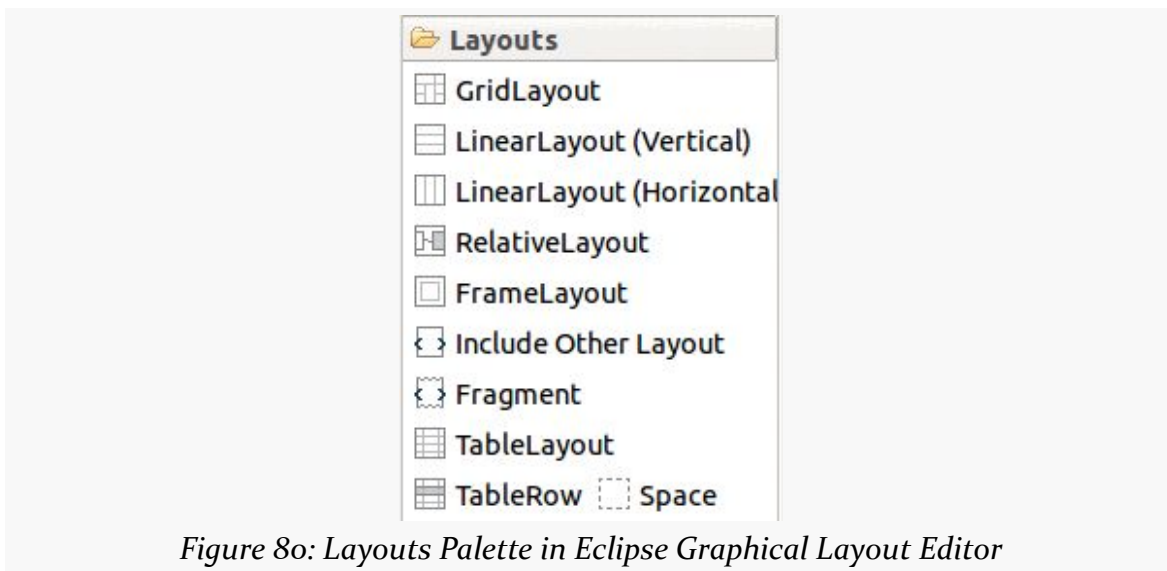 Layouts
GridLayout
LinearLayout (Vertical)
LinearLayout (Horizontal
RelativeLayout
FrameLayout
Include Other Layout
Fragment
TableLayout
TableRow Space
Figure 80: Layouts Palette in Eclipse Graphical Layout Editor